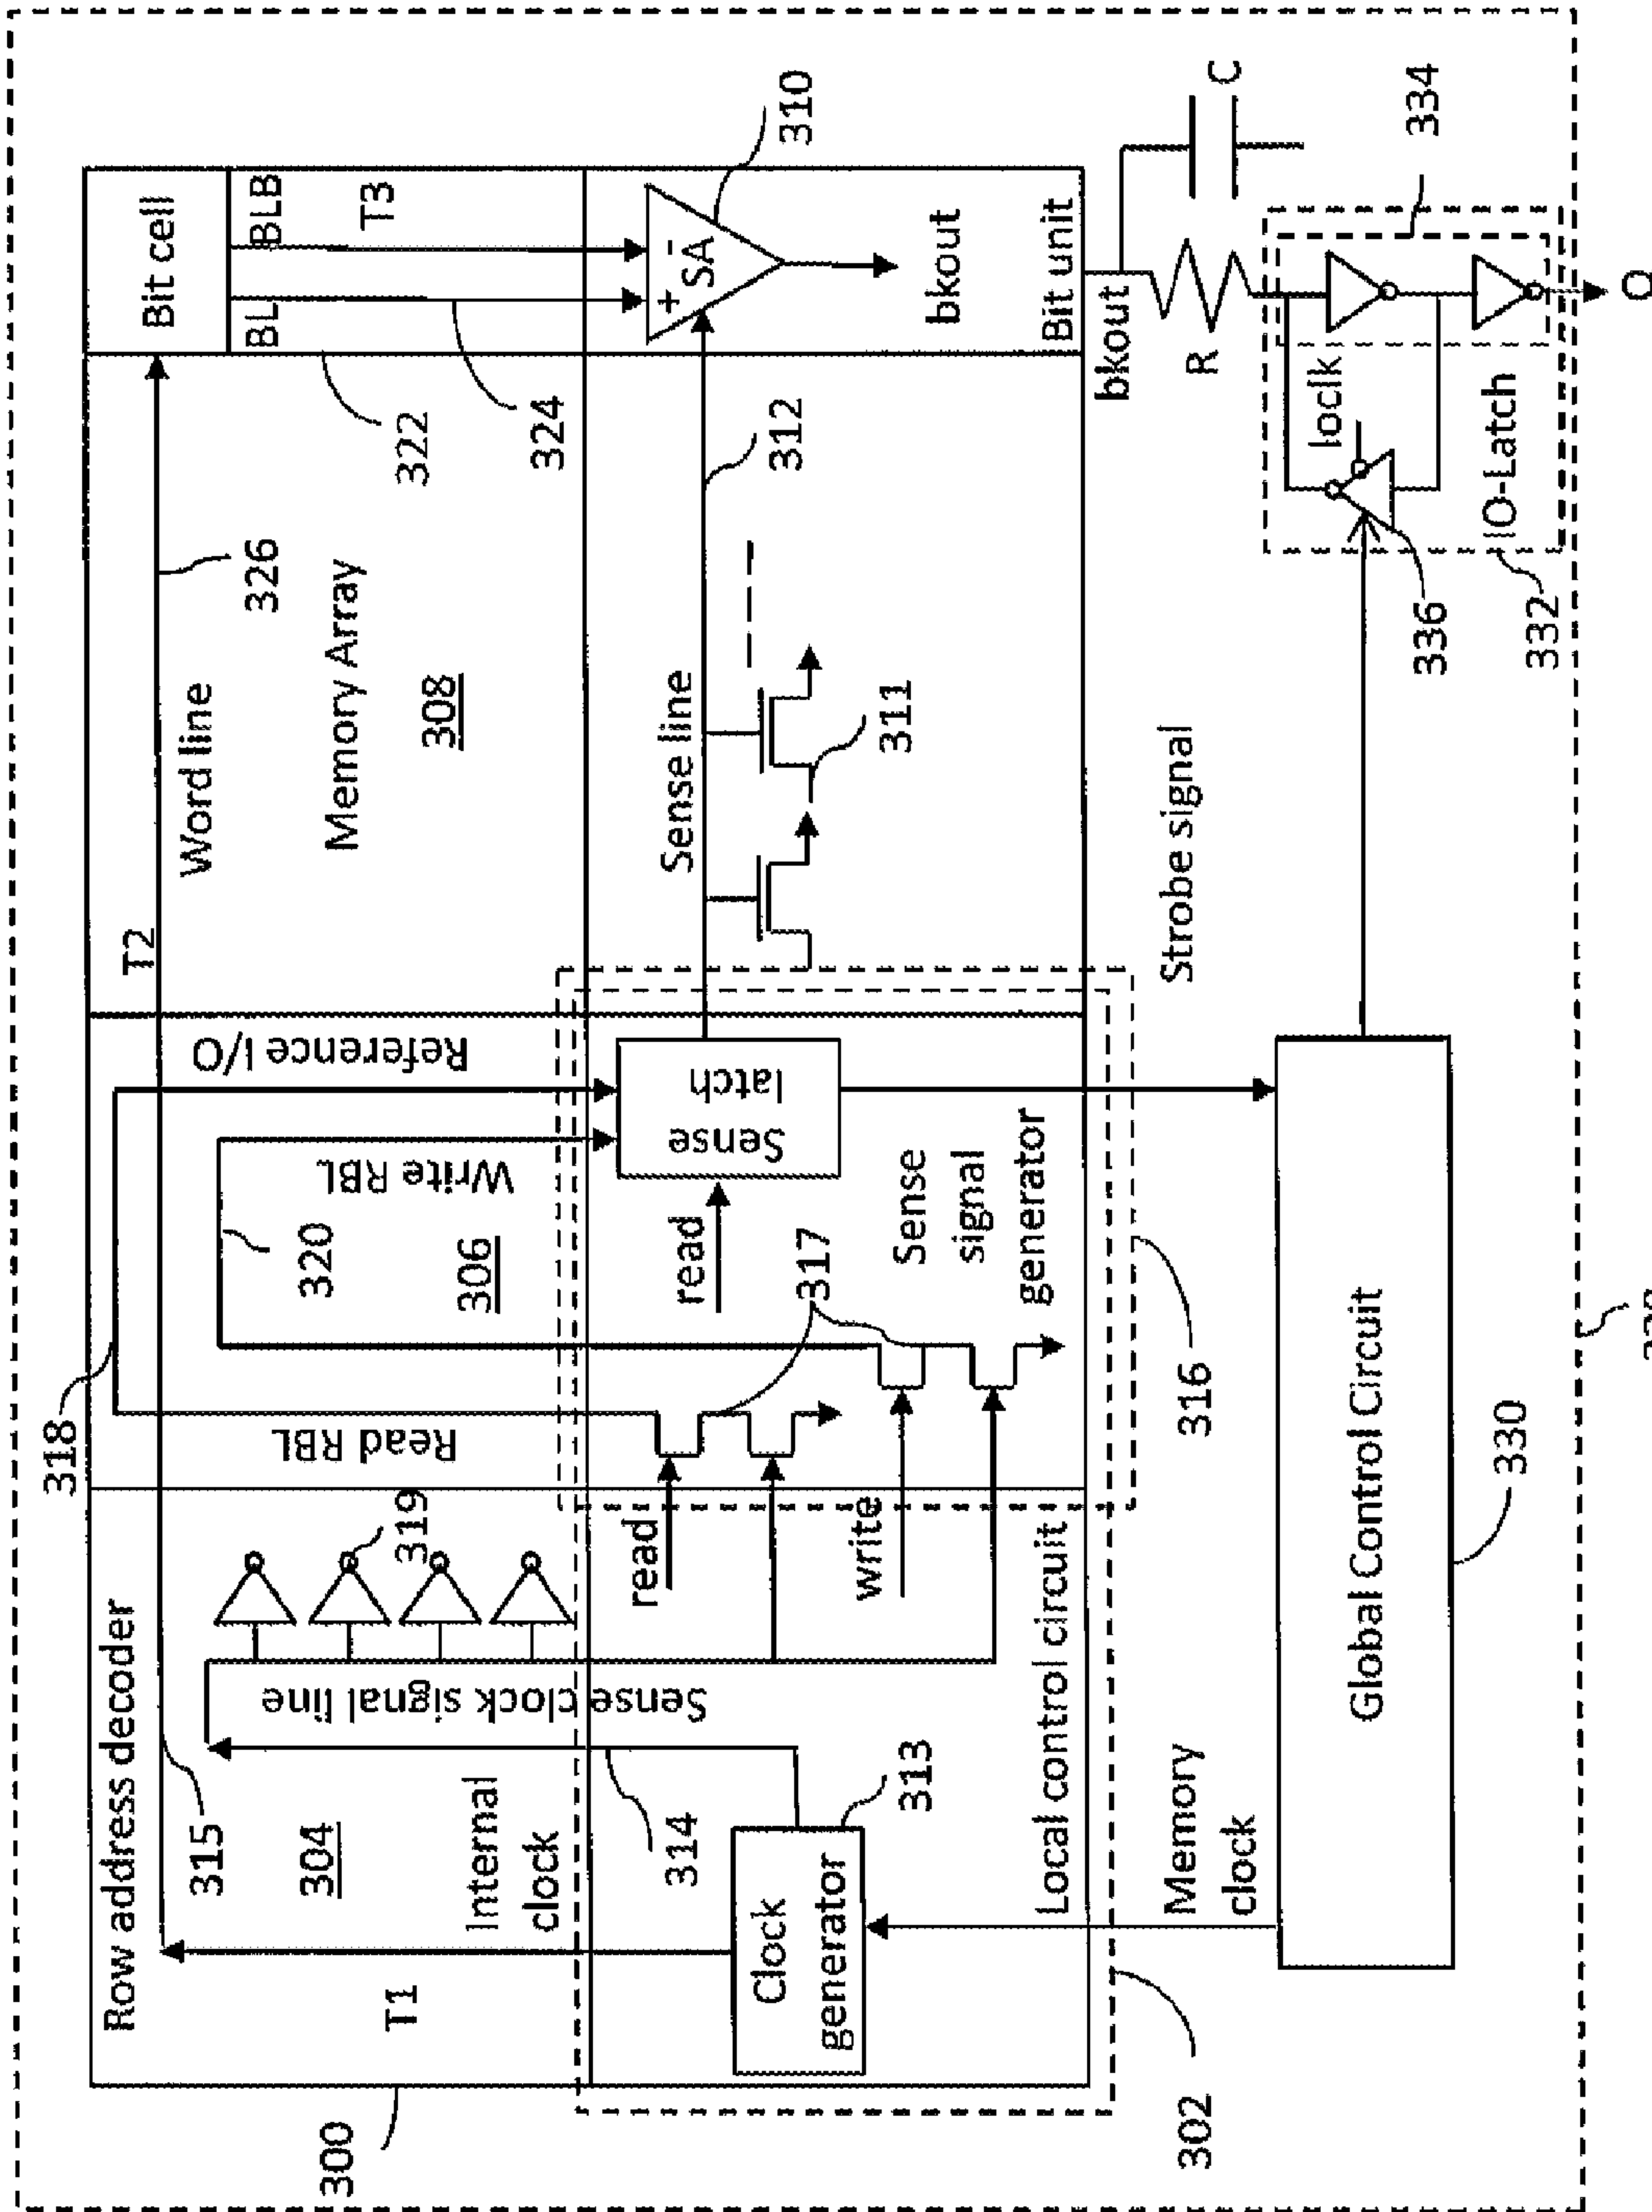 Row address decoder
T2
BL
BLB
Bit cell
T1
304
315
318
Word line
326
322
324
T3
300
Internal
clock
Sense clock signal line
319
Read RBL
320
306
Write RBL
Reference I/O
Memory Array
308
Clock
generator
313
314
read
317
read
Sense
latch
Sense line
312
+
-
SA
310
311
bkout
write
Sense
signal
generator
Local control circuit
Bit unit
302
Memory
clock
316
Strobe signal
bkout
R
C
Global Control Circuit
330
336
332
loclk
IO-Latch
334
Q